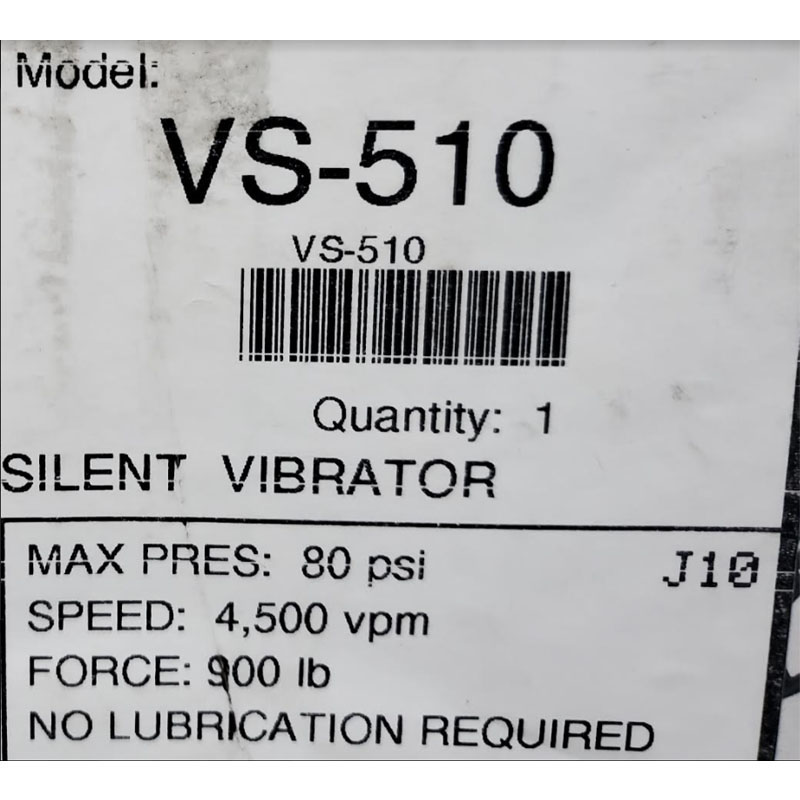 Model:
VS-510
VS-510
Quantity: 1
SILENT VIBRATOR
MAX PRES: 80 psi
J10
SPEED: 4,500 vpm
FORCE: 900 lb
NO LUBRICATION REQUIRED